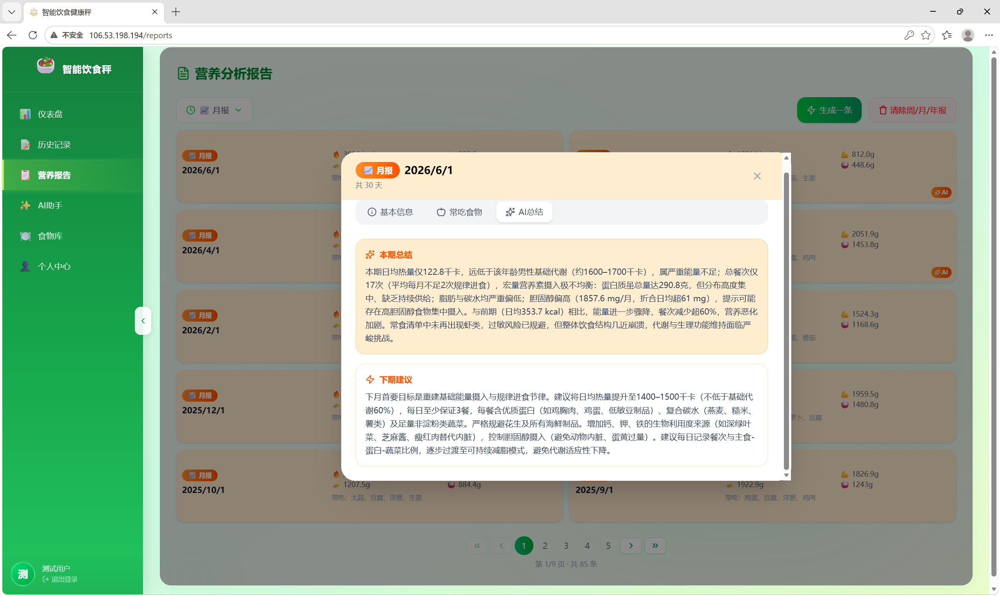 智能饮食健康秤
不安全 106.53.198.194/reports
智能饮食秤
仪表盘
历史记录
营养报告
AI助手
食物库
个人中心
测
测试用户
退出登录
营养分析报告
月报
生成一条
清除周/月/年报
月报
2026/6/1
812.0g
448.6g
蒜、生姜
AI
月报
2026/4/1
2051.9g
1453.8g
腐、鸡肉
AI
月报
2026/2/1
1524.3g
1168.6g
蛋、番茄
月报
2025/12/1
1959.5g
1480.8g
萝卜、豆腐
月报
2025/10/1
1207.5g
884.4g
常吃：大蒜、豆腐、洋葱、生姜
2025/9/1
1826.9g
1922.9g
1243g
常吃：鸡蛋、豆腐、洋葱、鸡肉
月报 2026/6/1
共 30 天
基本信息
常吃食物
AI总结
本期总结
本期日均热量仅122.8千卡，远低于该年龄男性基础代谢（约1600–1700千卡），属严重能量不足；总餐次仅
17次（平均每月不足2次规律进食），宏量营养素摄入极不均衡：蛋白质虽总量达290.8克，但分布高度集
中、缺乏持续供给；脂肪与碳水均严重偏低；胆固醇偏高（1857.6 mg/月，折合日均超61 mg），提示可能
存在高胆固醇食物集中摄入。与前期（日均353.7 kcal）相比，能量进一步骤降，餐次减少超60%，营养恶化
加剧。常食清单中未再出现虾类，过敏风险已规避，但整体饮食结构几近崩溃，代谢与生理功能维持面临严
峻挑战。
下期建议
下月首要目标是重建基础能量摄入与规律进食节律。建议将日均热量提升至1400–1500千卡（不低于基础代
谢60%），每日至少保证3餐，每餐含优质蛋白（如鸡胸肉、鸡蛋、低敏豆制品）、复合碳水（燕麦、糙米、
薯类）及足量非淀粉类蔬菜。严格规避花生及所有海鲜制品。增加钙、钾、铁的生物利用度来源（如深绿叶
菜、芝麻酱、瘦红肉替代内脏），控制胆固醇摄入（避免动物内脏、蛋黄过量）。建议每日记录餐次与主食-
蛋白-蔬菜比例，逐步过渡至可持续减脂模式，避免代谢适应性下降。
1 2 3 4 5
第 1/9 页 · 共 85 条